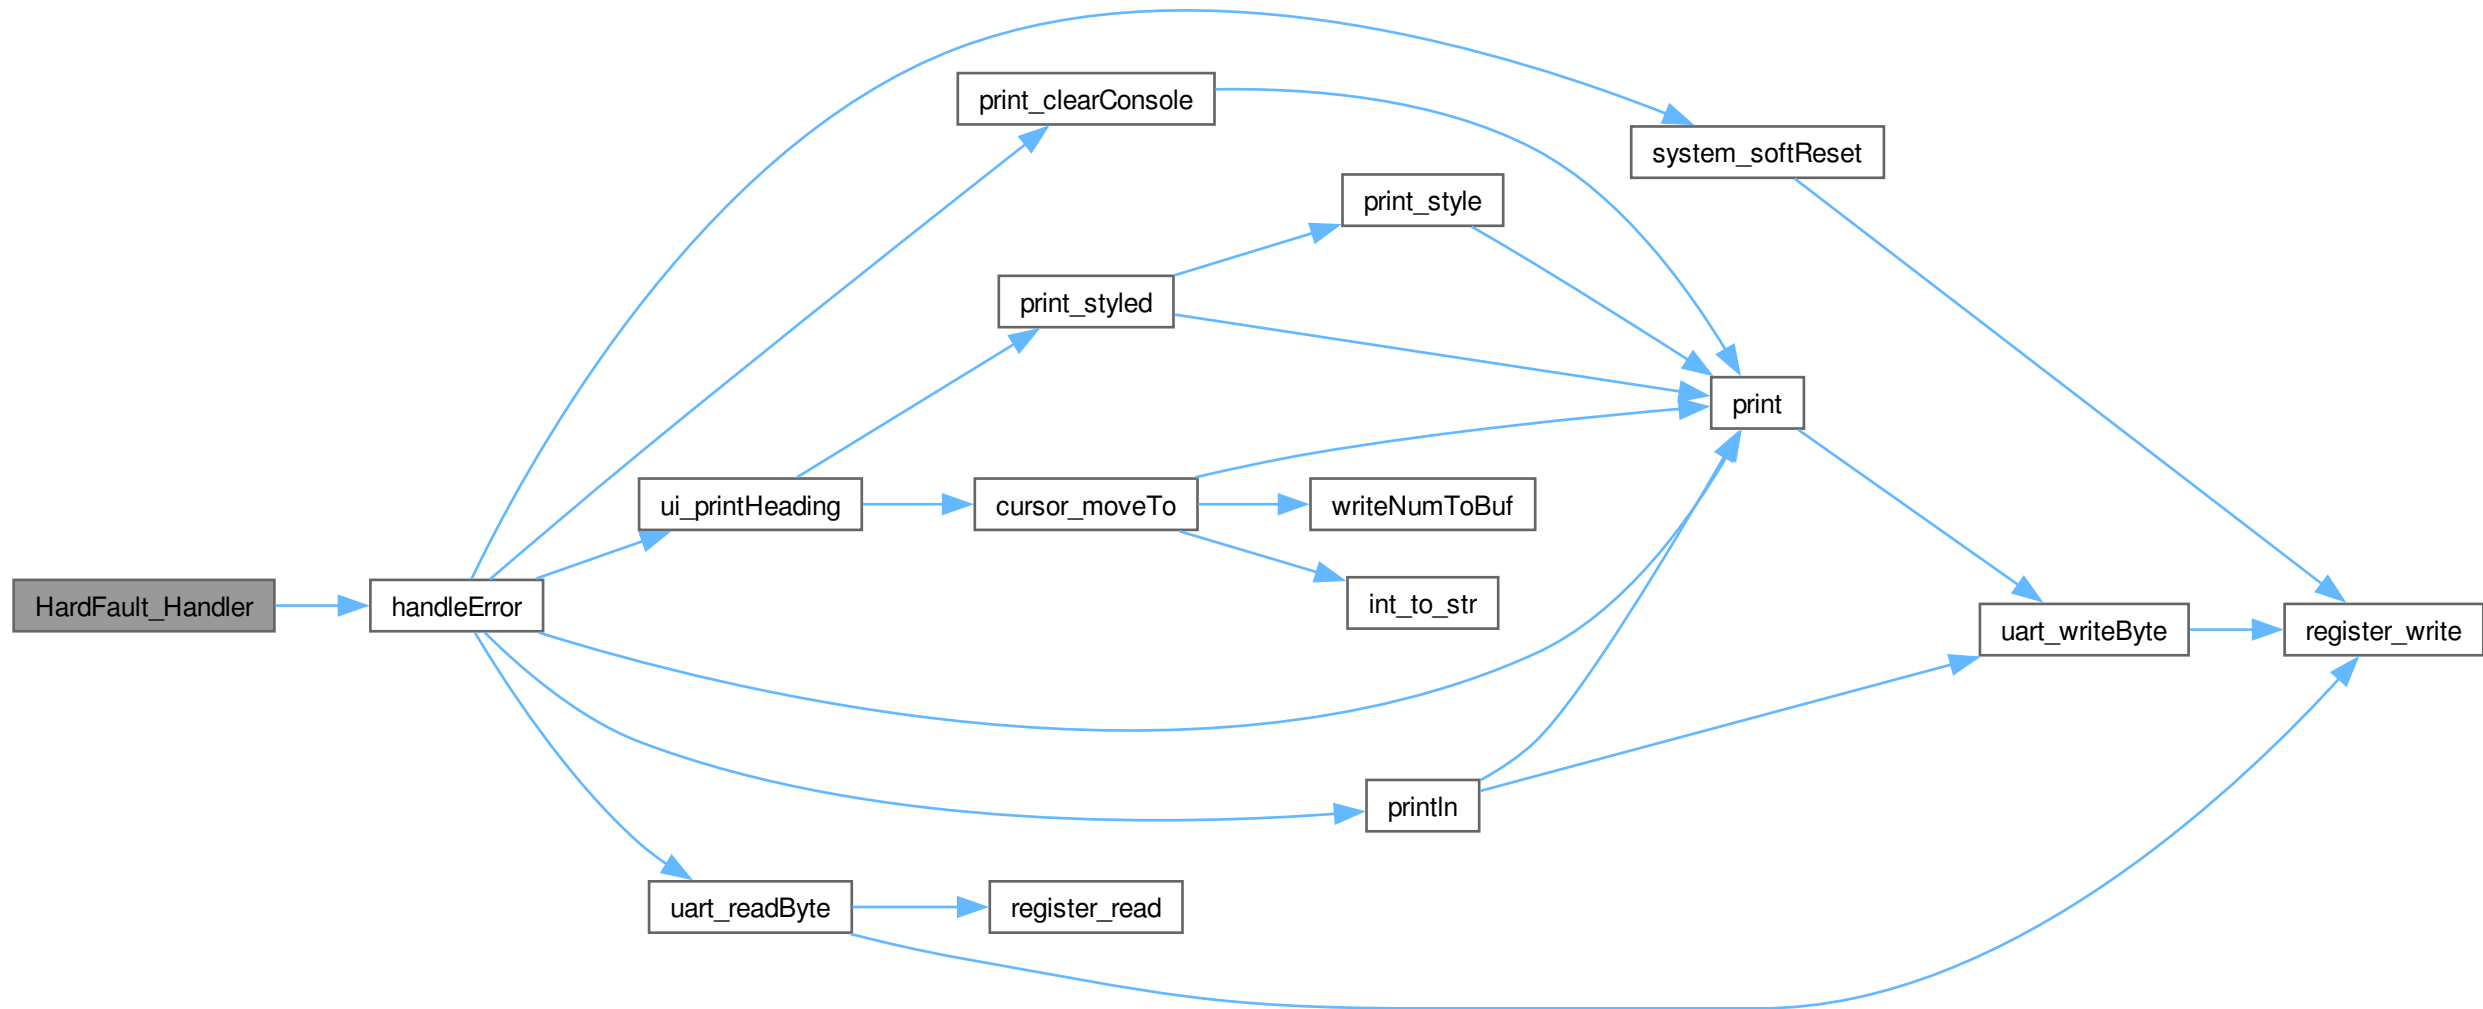 print_clearConsole
system_softReset
print_style
print_styled
print
ui_printHeading
cursor_moveTo
writeNumToBuf
HardFault_Handler
handleError
int_to_str
uart_writeByte
register_write
println
uart_readByte
register_read